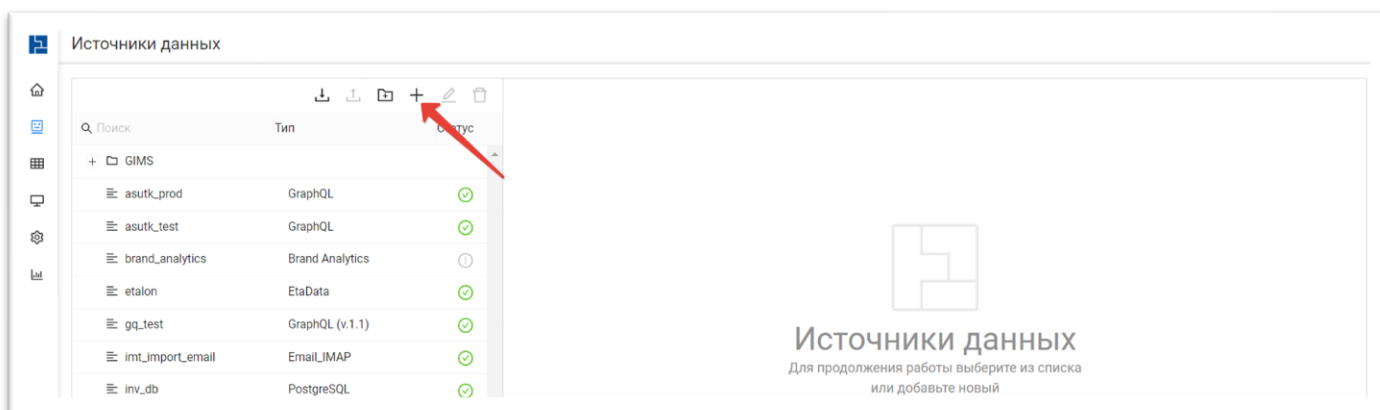 Источники данных
Поиск Тип
GIMS
asutk_prod GraphQL
asutk_test GraphQL
brand_analytics Brand Analytics
etalon EtaData
gq_test GraphQL (v.1.1)
imt_import_email Email_IMAP
inv_db PostgreSQL
Источники данных
Для продолжения работы выберите из списка
или добавьте новый